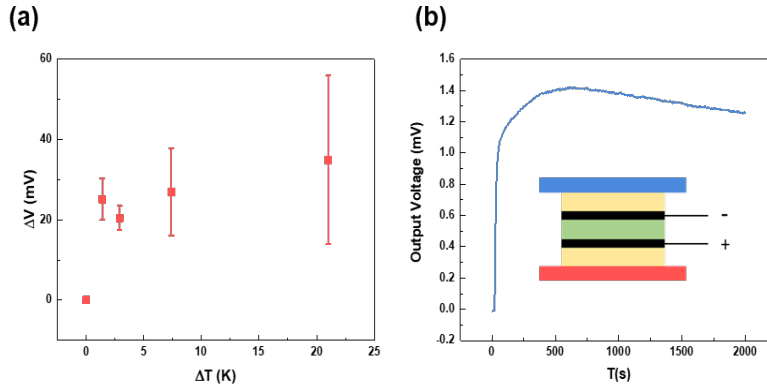 (a)
60
40
20
0
ΔV (mV)
0 5 10 15 20 25
ΔT (K)
(b)
1.6
1.4
1.2
1.0
0.8
0.6
0.4
0.2
0.0
-0.2
Output Voltage (mV)
-
+
0 500 1000 1500 2000
T(s)